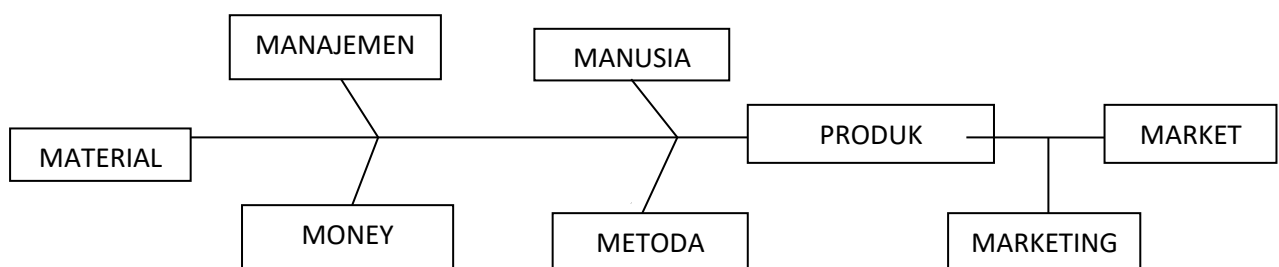 MANAJEMEN
MANUSIA
MATERIAL
PRODUK
MARKET
MONEY
METODA
MARKETING